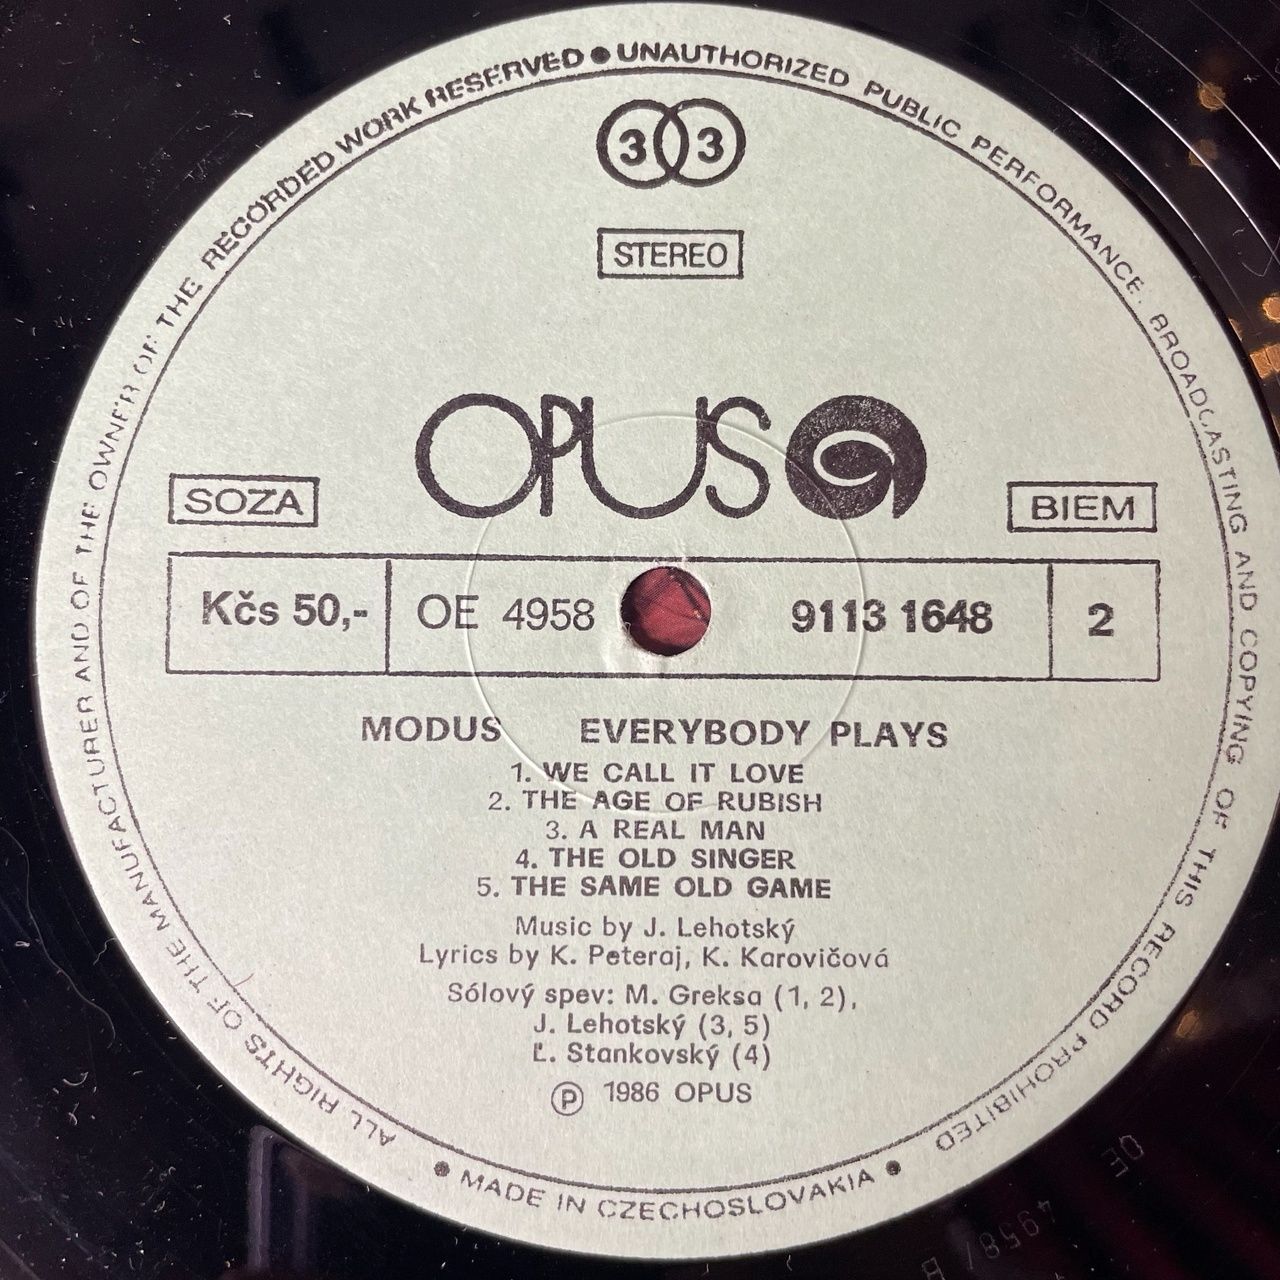 ALL RIGHTS OF THE MANUFACTURER AND OF THE OWNER OF THE RECORDED WORK RESERVED ● UNAUTHORIZED PUBLIC PERFORMANCE. BROADCASTING AND COPYING OF THIS RECORD PROHIBITED
33
STEREO
OPUS
SOZA
BIEM
Kčs 50,- OE 4958 9113 1648 2
MODUS EVERYBODY PLAYS
1. WE CALL IT LOVE
2. THE AGE OF RUBISH
3. A REAL MAN
4. THE OLD SINGER
5. THE SAME OLD GAME
Music by J. Lehotský
Lyrics by K. Peteraj, K. Karovičová
Sólový spev: M. Greksa (1, 2),
J. Lehotský (3, 5)
Ľ. Stankovský (4)
Ⓟ 1986 OPUS
● MADE IN CZECHOSLOVAKIA ●
OE 4958/B